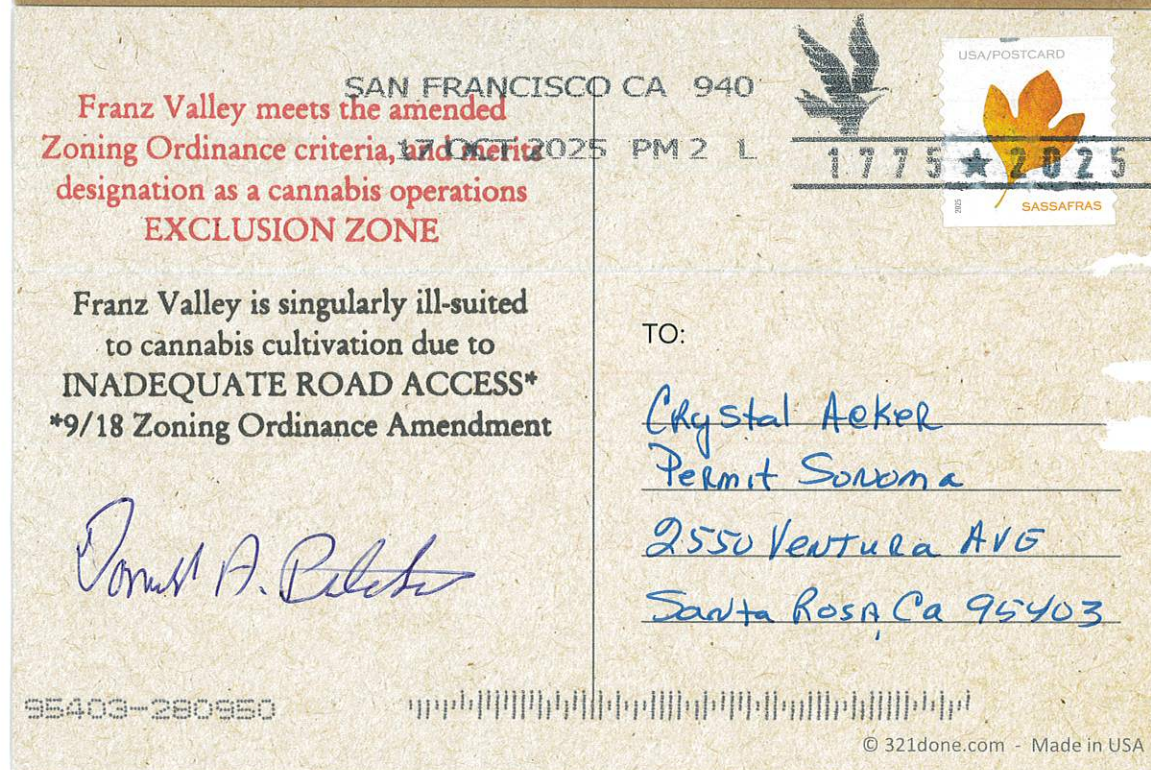 SAN FRANCISCO CA 940
17 OCT 2025 PM 2 L
USA/POSTCARD
1775 ★ 2025
2025
SASSAFRAS
Franz Valley meets the amended
Zoning Ordinance criteria, and merits
designation as a cannabis operations
EXCLUSION ZONE
Franz Valley is singularly ill-suited
to cannabis cultivation due to
INADEQUATE ROAD ACCESS*
*9/18 Zoning Ordinance Amendment
Donald A.
TO:
Crystal Acker
Permit Sonoma
2550 Ventura AVE
Santa Rosa, Ca 95403
95403-280950
© 321done.com - Made in USA